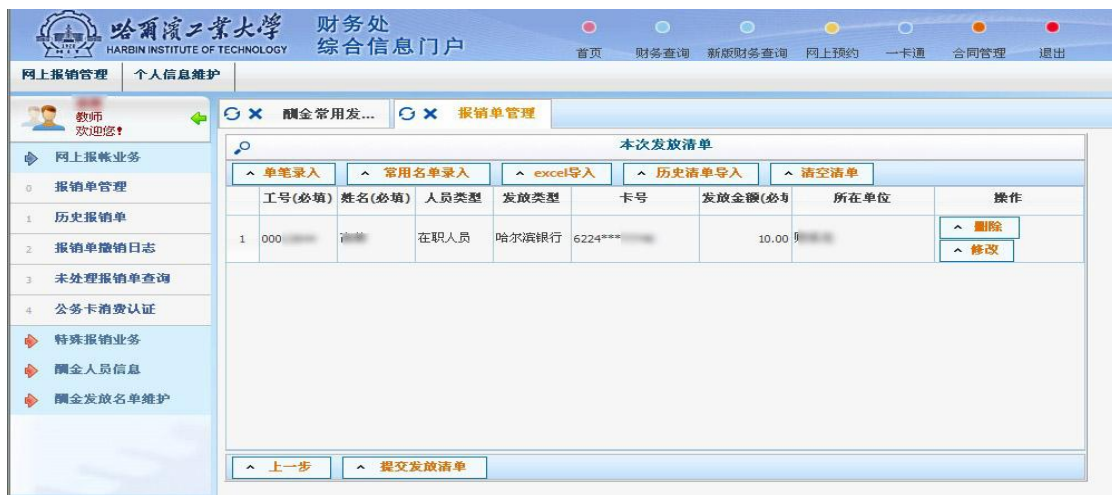 哈爾濱工業大學
HARBIN INSTITUTE OF TECHNOLOGY
财务处
综合信息门户
首页 财务查询 新版财务查询 网上预约 一卡通 合同管理 退出
网上报销管理 个人信息维护
教师
欢迎您!
酬金常用发... 报销单管理
网上报帐业务
0 报销单管理
1 历史报销单
2 报销单撤销日志
3 未处理报销单查询
4 公务卡消费认证
特殊报销业务
酬金人员信息
酬金发放名单维护
本次发放清单
单笔录入 常用名单录入 excel导入 历史清单导入 清空清单
工号(必填) 姓名(必填) 人员类型 发放类型 卡号 发放金额(必填 所在单位 操作
1 000 在职人员 哈尔滨银行 6224*** 10.00 删除
修改
上一步 提交发放清单